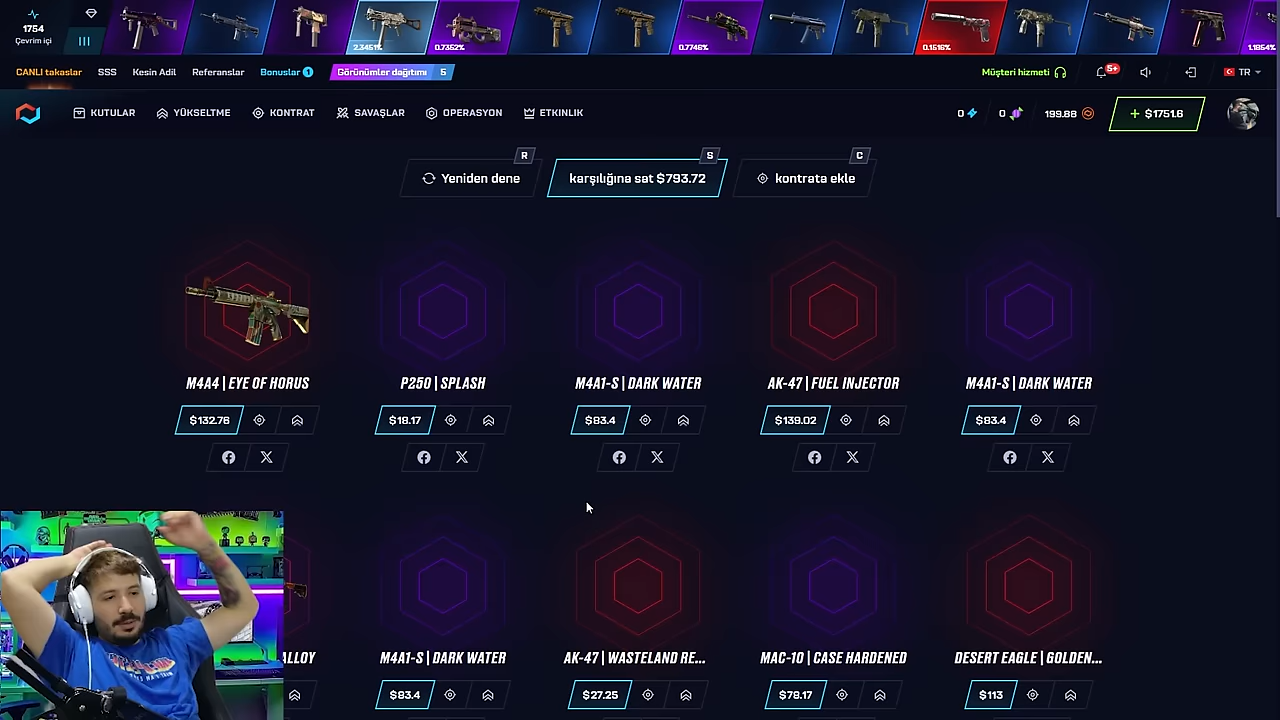 1754
Çevrim içi
2.3451%
0.7352%
0.7746%
0.1516%
1.1854%
CANLI takaslar
SSS
Kesin Adil
Referanslar
Bonuslar 1
Görünümler dağıtımı 5
Müşteri hizmeti
5+
TR
KUTULAR
YÜKSELTME
KONTRAT
SAVAŞLAR
OPERASYON
ETKINLIK
0
0
199.88
+ $1751.6
R
S
C
Yeniden dene
karşılığına sat $793.72
kontrata ekle
M4A4 | EYE OF HORUS
P250 | SPLASH
M4A1-S | DARK WATER
AK-47 | FUEL INJECTOR
M4A1-S | DARK WATER
$132.76
$18.17
$83.4
$139.02
$83.4
ALLOY
M4A1-S | DARK WATER
AK-47 | WASTELAND RE...
MAC-10 | CASE HARDENED
DESERT EAGLE | GOLDEN...
$83.4
$27.25
$78.17
$113